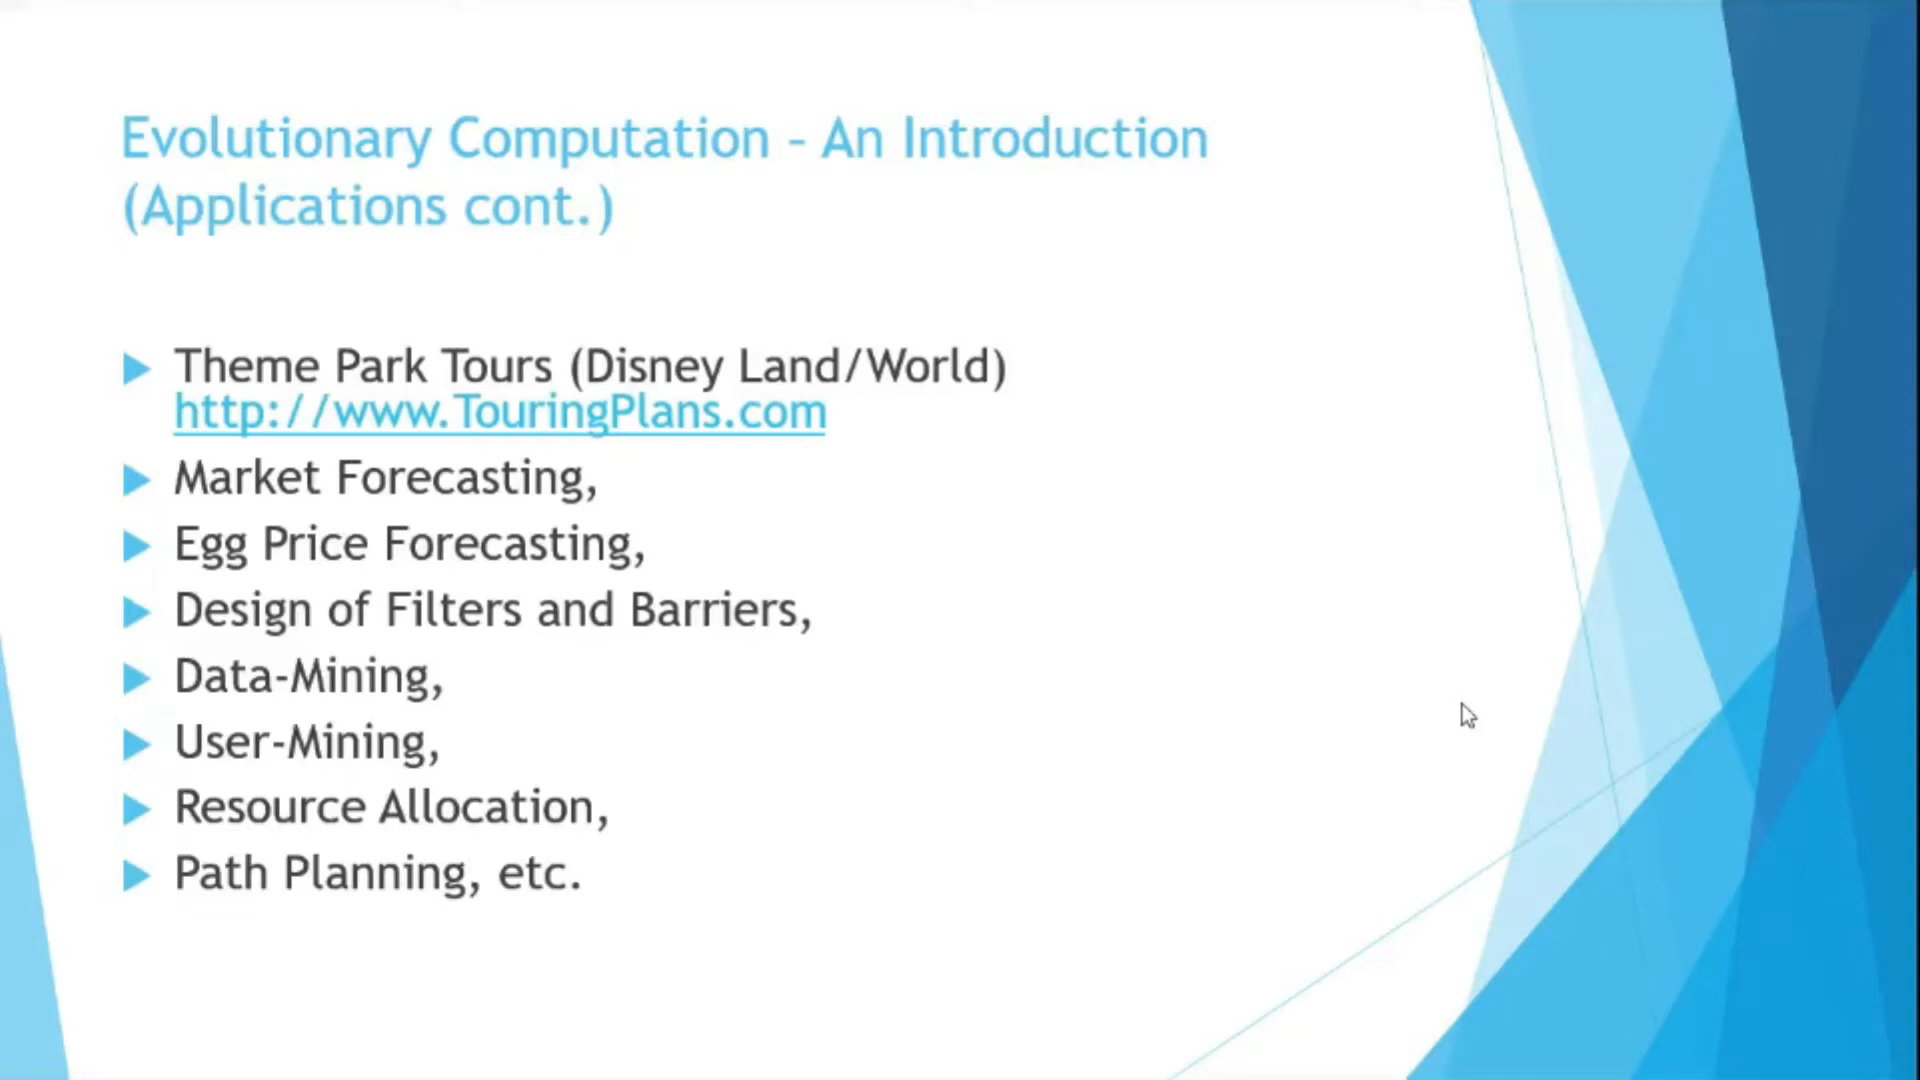 Evolutionary Computation – An Introduction
(Applications cont.)
Theme Park Tours (Disney Land/World)
http://www.TouringPlans.com
Market Forecasting,
Egg Price Forecasting,
Design of Filters and Barriers,
Data-Mining,
User-Mining,
Resource Allocation,
Path Planning, etc.